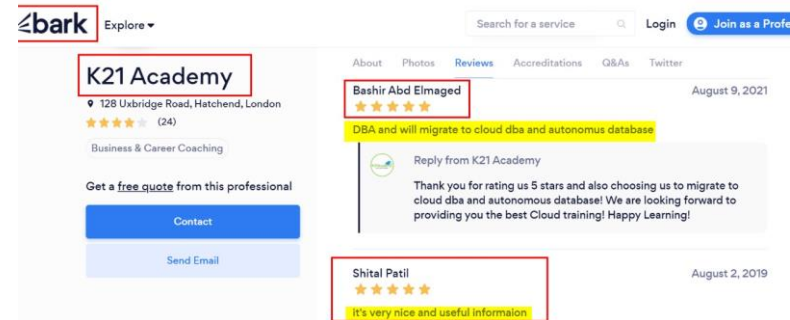 bark Explore
Search for a service Login Join as a Profe
K21 Academy
128 Uxbridge Road, Hatchend, London
(24)
Business & Career Coaching
Get a free quote from this professional
Contact
Send Email
About Photos Reviews Accreditations Q&As Twitter
Bashir Abd Elmaged August 9, 2021
DBA and will migrate to cloud dba and autonomus database
Reply from K21 Academy
Thank you for rating us 5 stars and also choosing us to migrate to
cloud dba and autonomous database! We are looking forward to
providing you the best Cloud training! Happy Learning!
Shital Patil August 2, 2019
It's very nice and useful informaion